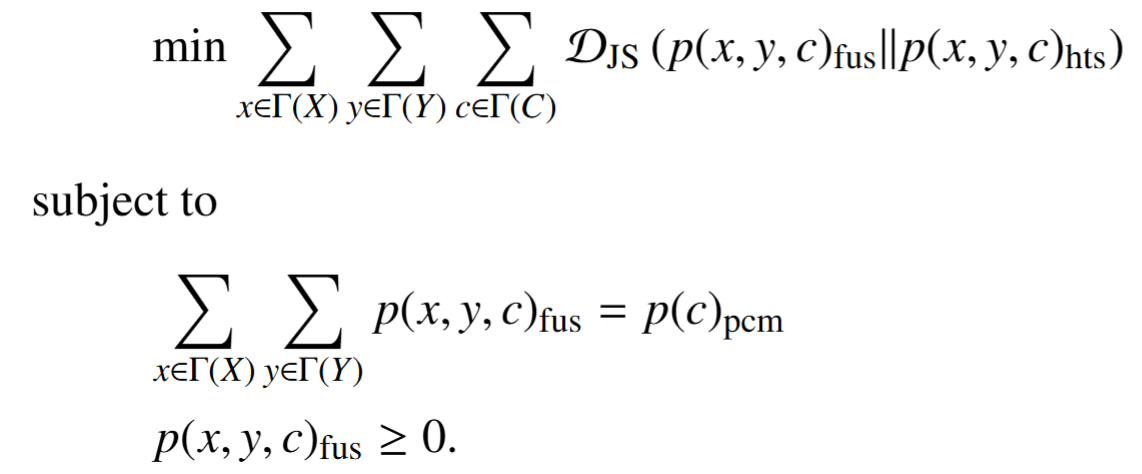 min ∑ ∑ ∑ 𝒟_JS (p(x, y, c)_fus||p(x, y, c)_hts)
x∈Γ(X) y∈Γ(Y) c∈Γ(C)
subject to
∑ ∑ p(x, y, c)_fus = p(c)_pcm
x∈Γ(X) y∈Γ(Y)
p(x, y, c)_fus ≥ 0.